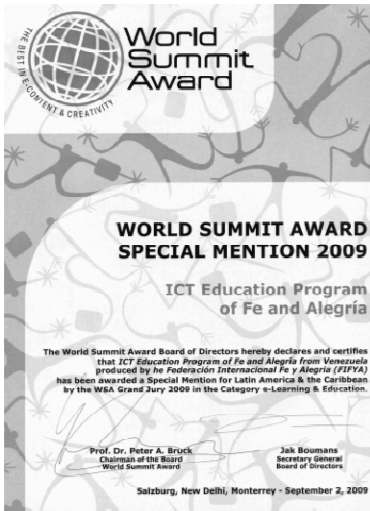 THE BEST IN E-CONTENT & CREATIVITY
World
Summit
Award
WORLD SUMMIT AWARD
SPECIAL MENTION 2009
ICT Education Program
of Fe and Alegría
The World Summit Award Board of Directors hereby declares and certifies
that ICT Education Program of Fe and Alegría from Venezuela
produced by he Federación Internacional Fe y Alegría (FIFYA)
has been awarded a Special Mention for Latin America & the Caribbean
by the WSA Grand Jury 2009 in the Category e-Learning & Education.
Prof. Dr. Peter A. Bruck
Chairman of the Board
World Summit Award
Jak Boumans
Secretary General
Board of Directors
Salzburg, New Delhi, Monterrey - September 2, 2009